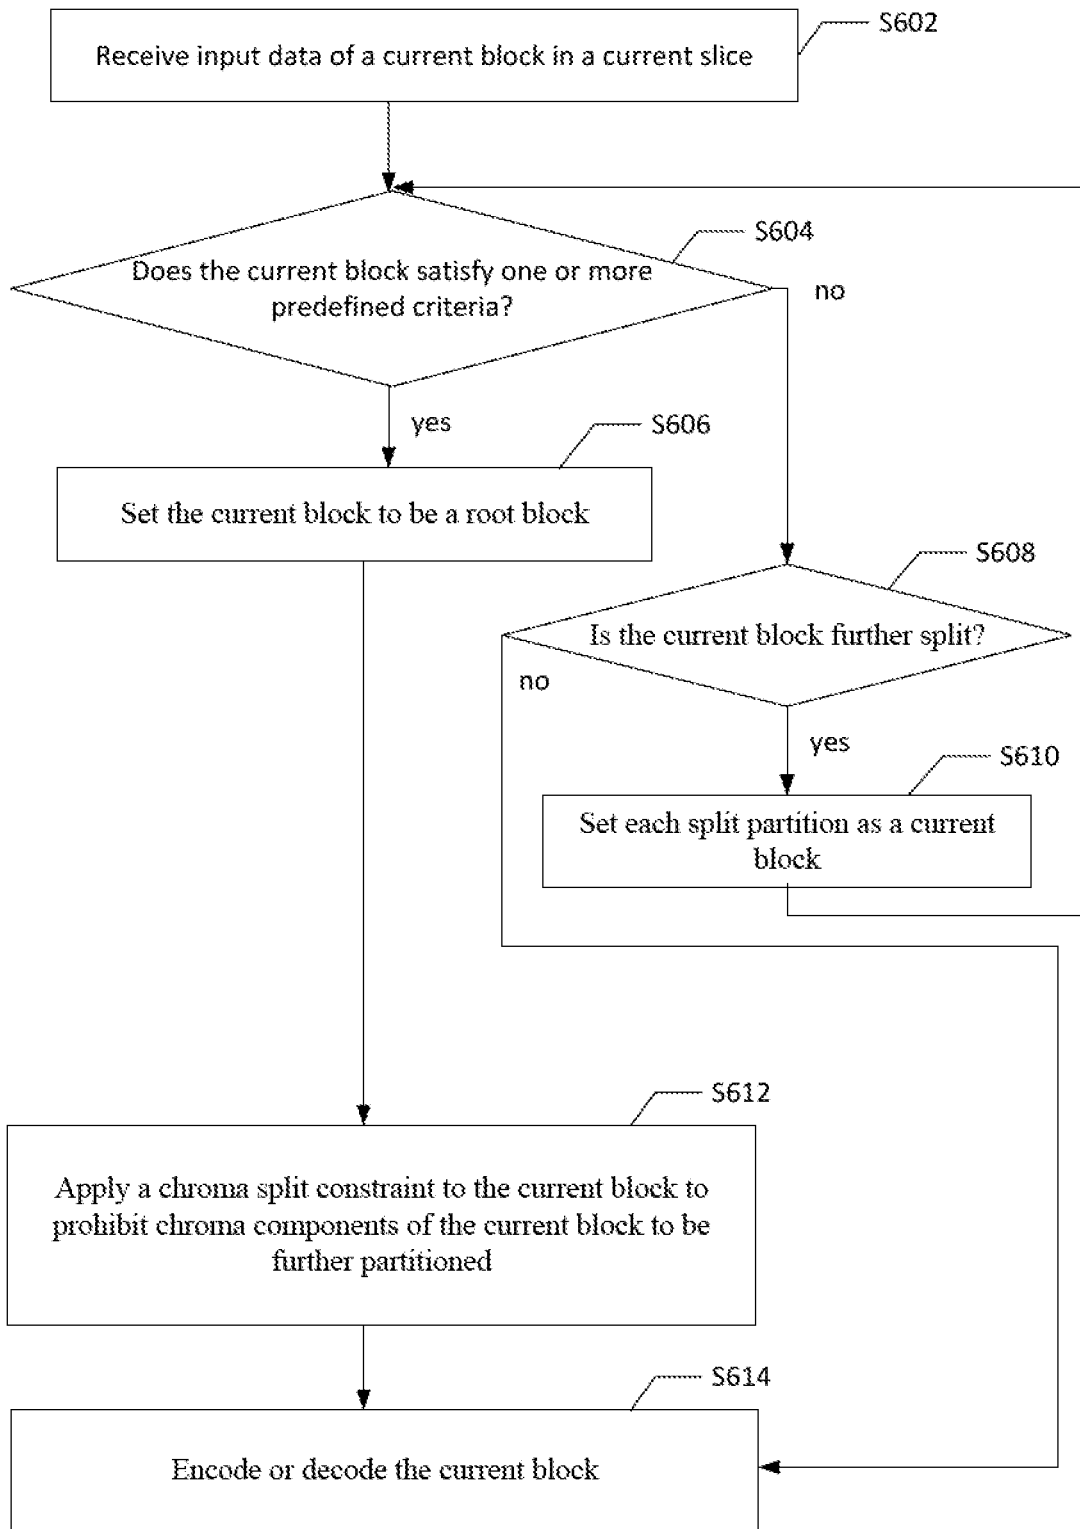 S602
Receive input data of a current block in a current slice
S604
Does the current block satisfy one or more
predefined criteria?
no
yes
S606
Set the current block to be a root block
S608
Is the current block further split?
no
yes
S610
Set each split partition as a current
block
S612
Apply a chroma split constraint to the current block to
prohibit chroma components of the current block to be
further partitioned
S614
Encode or decode the current block